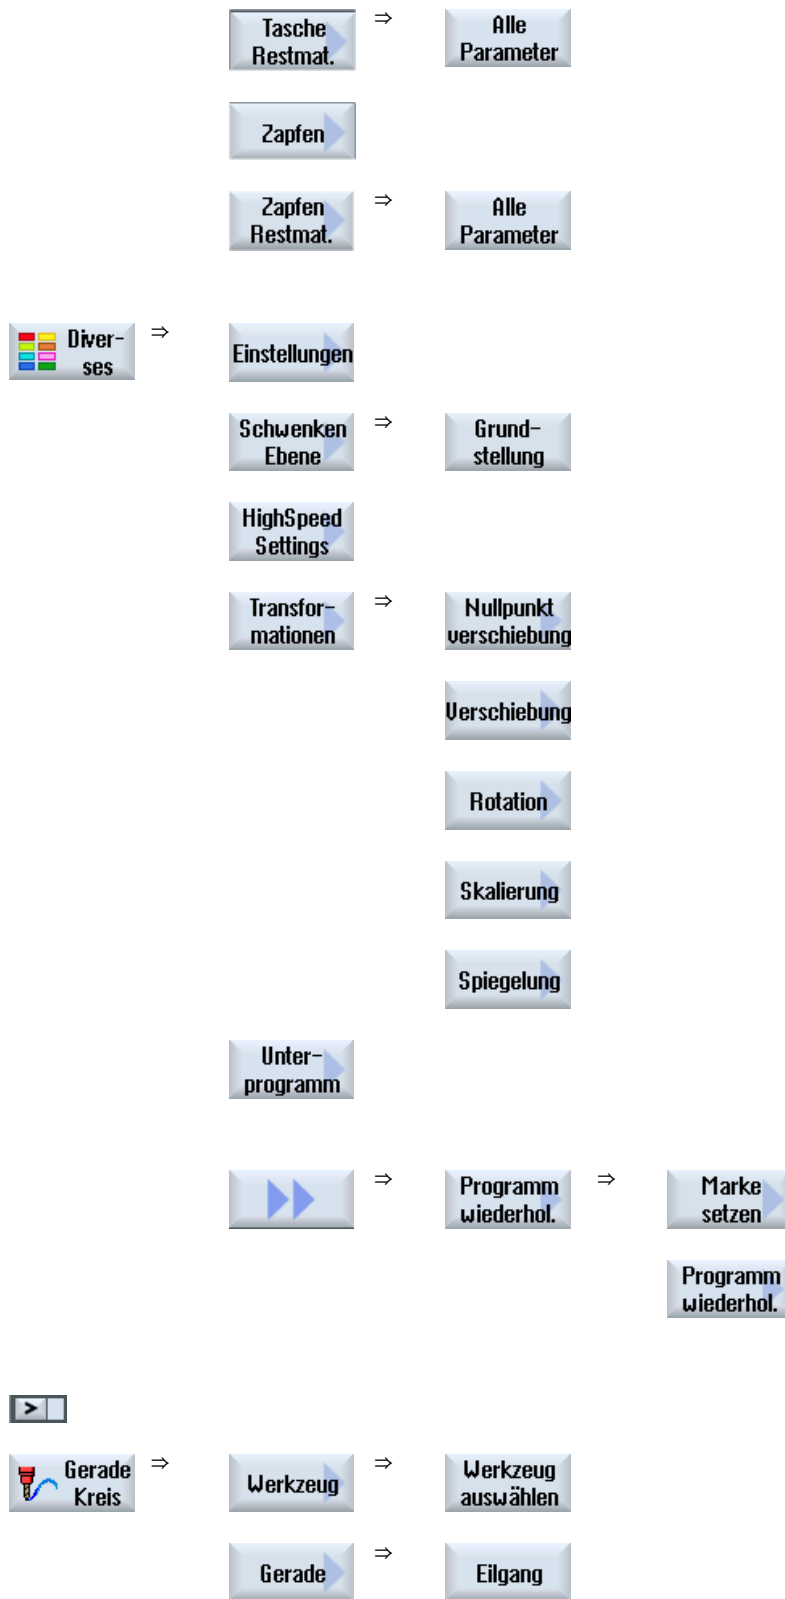 Tasche
Restmat.
⇒
Alle
Parameter
Zapfen
Zapfen
Restmat.
⇒
Alle
Parameter
Diver-
ses
⇒
Einstellungen
Schwenken
Ebene
⇒
Grund-
stellung
HighSpeed
Settings
Transfor-
mationen
⇒
Nullpunkt
verschiebung
Verschiebung
Rotation
Skalierung
Spiegelung
Unter-
programm
⇒
Programm
wiederhol.
⇒
Marke
setzen
Programm
wiederhol.
>
Gerade
Kreis
⇒
Werkzeug
⇒
Werkzeug
auswählen
Gerade
⇒
Eilgang